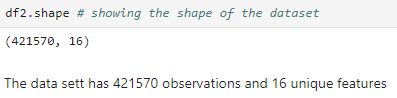 df2.shape # showing the shape of the dataset
(421570, 16)
The data sett has 421570 observations and 16 unique features